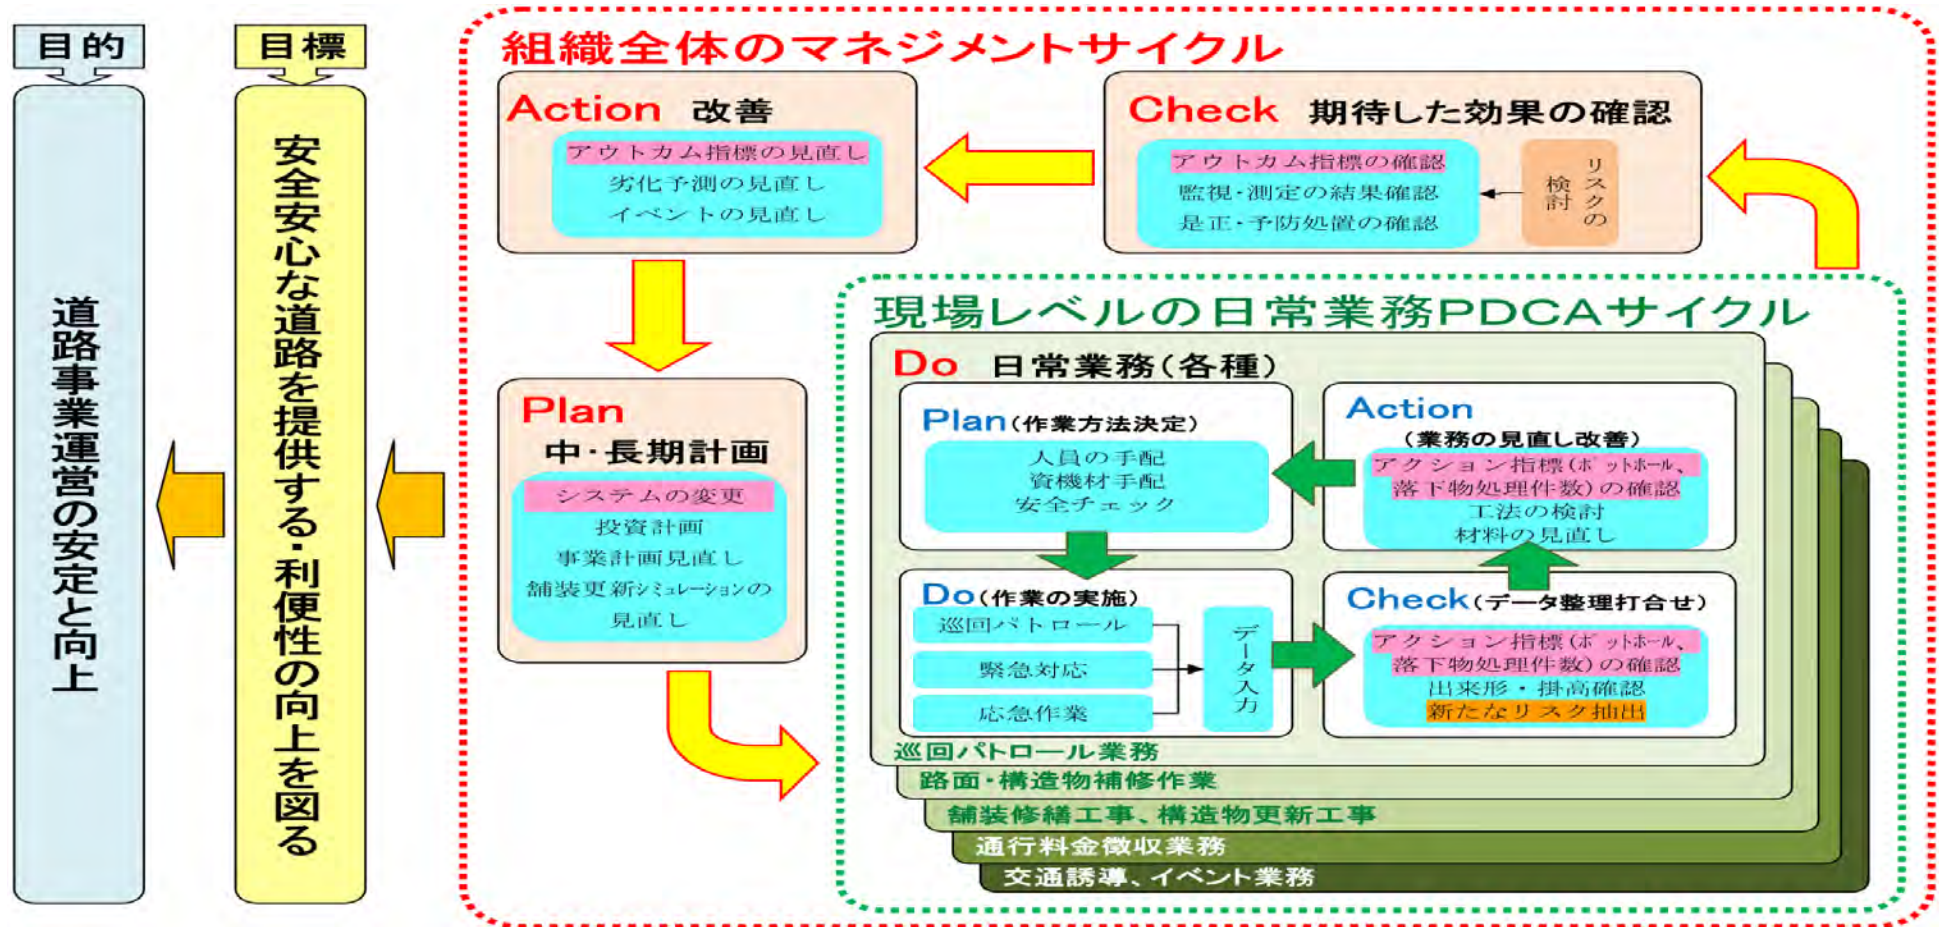 目的
道路事業運営の安定と向上
目標
安全安心な道路を提供する・利便性の向上を図る
組織全体のマネジメントサイクル
Action 改善
アウトカム指標の見直し
劣化予測の見直し
イベントの見直し
Check 期待した効果の確認
アウトカム指標の確認
監視・測定の結果確認
是正・予防処置の確認
リスクの
検討
Plan
中・長期計画
システムの変更
投資計画
事業計画見直し
舗装更新ｼﾐｭﾚｰｼｮﾝの
見直し
現場レベルの日常業務PDCAサイクル
Do 日常業務(各種)
Plan(作業方法決定)
人員の手配
資機材手配
安全チェック
Action
(業務の見直し改善)
アクション指標(ﾎﾟｯﾄﾎｰﾙ、
落下物処理件数)の確認
工法の検討
材料の見直し
Do(作業の実施)
巡回パトロール
緊急対応
応急作業
データ入力
Check(データ整理打合せ)
アクション指標(ﾎﾟｯﾄﾎｰﾙ、
落下物処理件数)の確認
出来形・掛高確認
新たなリスク抽出
巡回パトロール業務
路面・構造物補修作業
舗装修繕工事、構造物更新工事
通行料金徴収業務
交通誘導、イベント業務